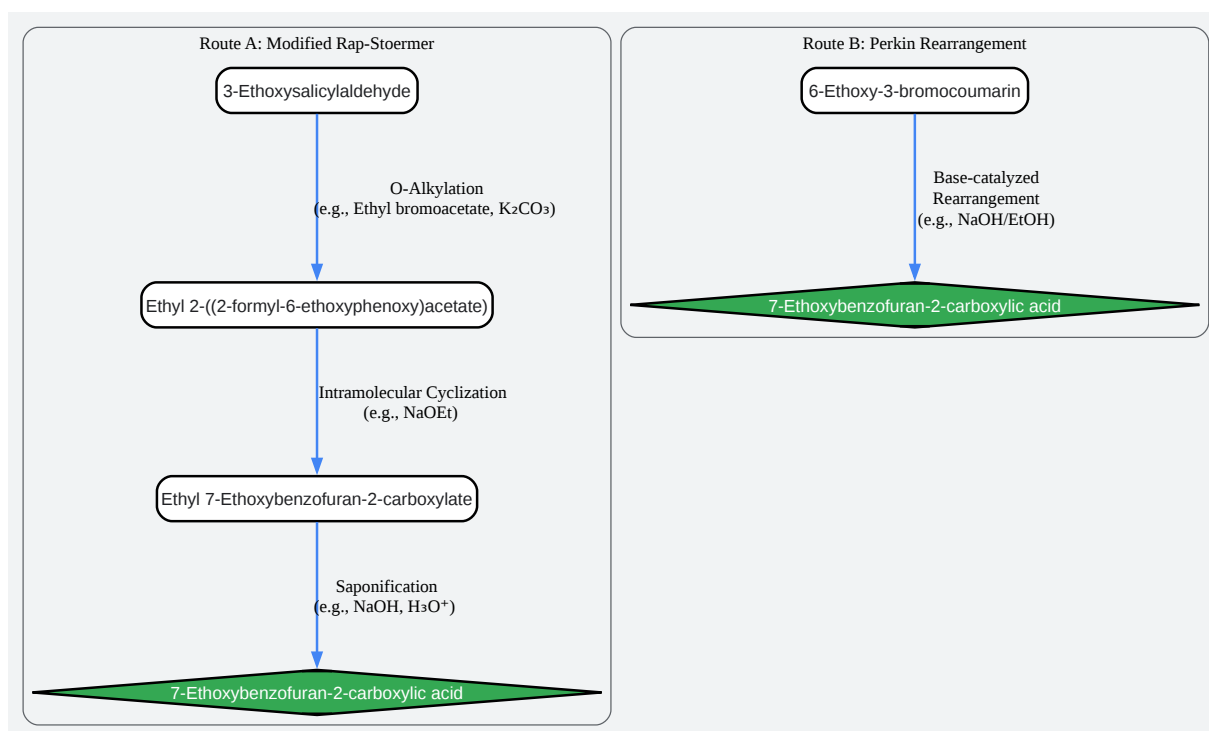 Route A: Modified Rap-Stoermer
3-Ethoxysalicylaldehyde
O-Alkylation
(e.g., Ethyl bromoacetate, K₂CO₃)
Ethyl 2-((2-formyl-6-ethoxyphenoxy)acetate)
Intramolecular Cyclization
(e.g., NaOEt)
Ethyl 7-Ethoxybenzofuran-2-carboxylate
Saponification
(e.g., NaOH, H₃O⁺)
7-Ethoxybenzofuran-2-carboxylic acid
Route B: Perkin Rearrangement
6-Ethoxy-3-bromocoumarin
Base-catalyzed
Rearrangement
(e.g., NaOH/EtOH)
7-Ethoxybenzofuran-2-carboxylic acid